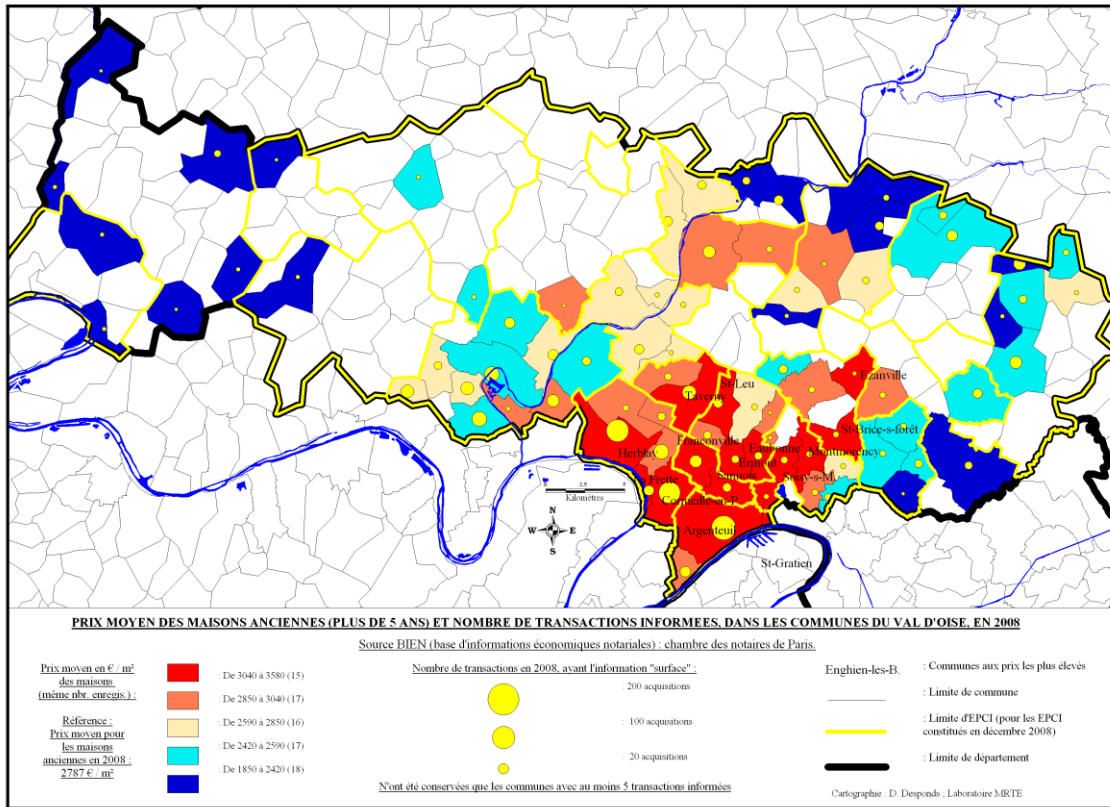 Ezanville
St-Leu
Taverny
St-Brice-s-forêt
Franconville
Eaubonne
Montmorency
Herblay
Ermont
Sannois
Soisy-s-M.
Frette
Cormeille-en-P.
0 2,5 5
Kilomètres
N
W E
S
Argenteuil
St-Gratien
PRIX MOYEN DES MAISONS ANCIENNES (PLUS DE 5 ANS) ET NOMBRE DE TRANSACTIONS INFORMEES, DANS LES COMMUNES DU VAL D'OISE, EN 2008
Source BIEN (base d'informations économiques notariales) : chambre des notaires de Paris.
Prix moyen en € / m²
des maisons
(même nbr. enregis.) :
: De 3040 à 3580 (15)
: De 2850 à 3040 (17)
: De 2590 à 2850 (16)
: De 2420 à 2590 (17)
: De 1850 à 2420 (18)
Référence :
Prix moyen pour
les maisons
anciennes en 2008 :
2787 € / m²
Nombre de transactions en 2008, ayant l'information "surface" :
: 200 acquisitions
: 100 acquisitions
: 20 acquisitions
N'ont été conservées que les communes avec au moins 5 transactions informées
Enghien-les-B. : Communes aux prix les plus élevés
: Limite de commune
: Limite d'EPCI (pour les EPCI
constitués en décembre 2008)
: Limite de département
Cartographie : D. Desponds ; Laboratoire MRTE